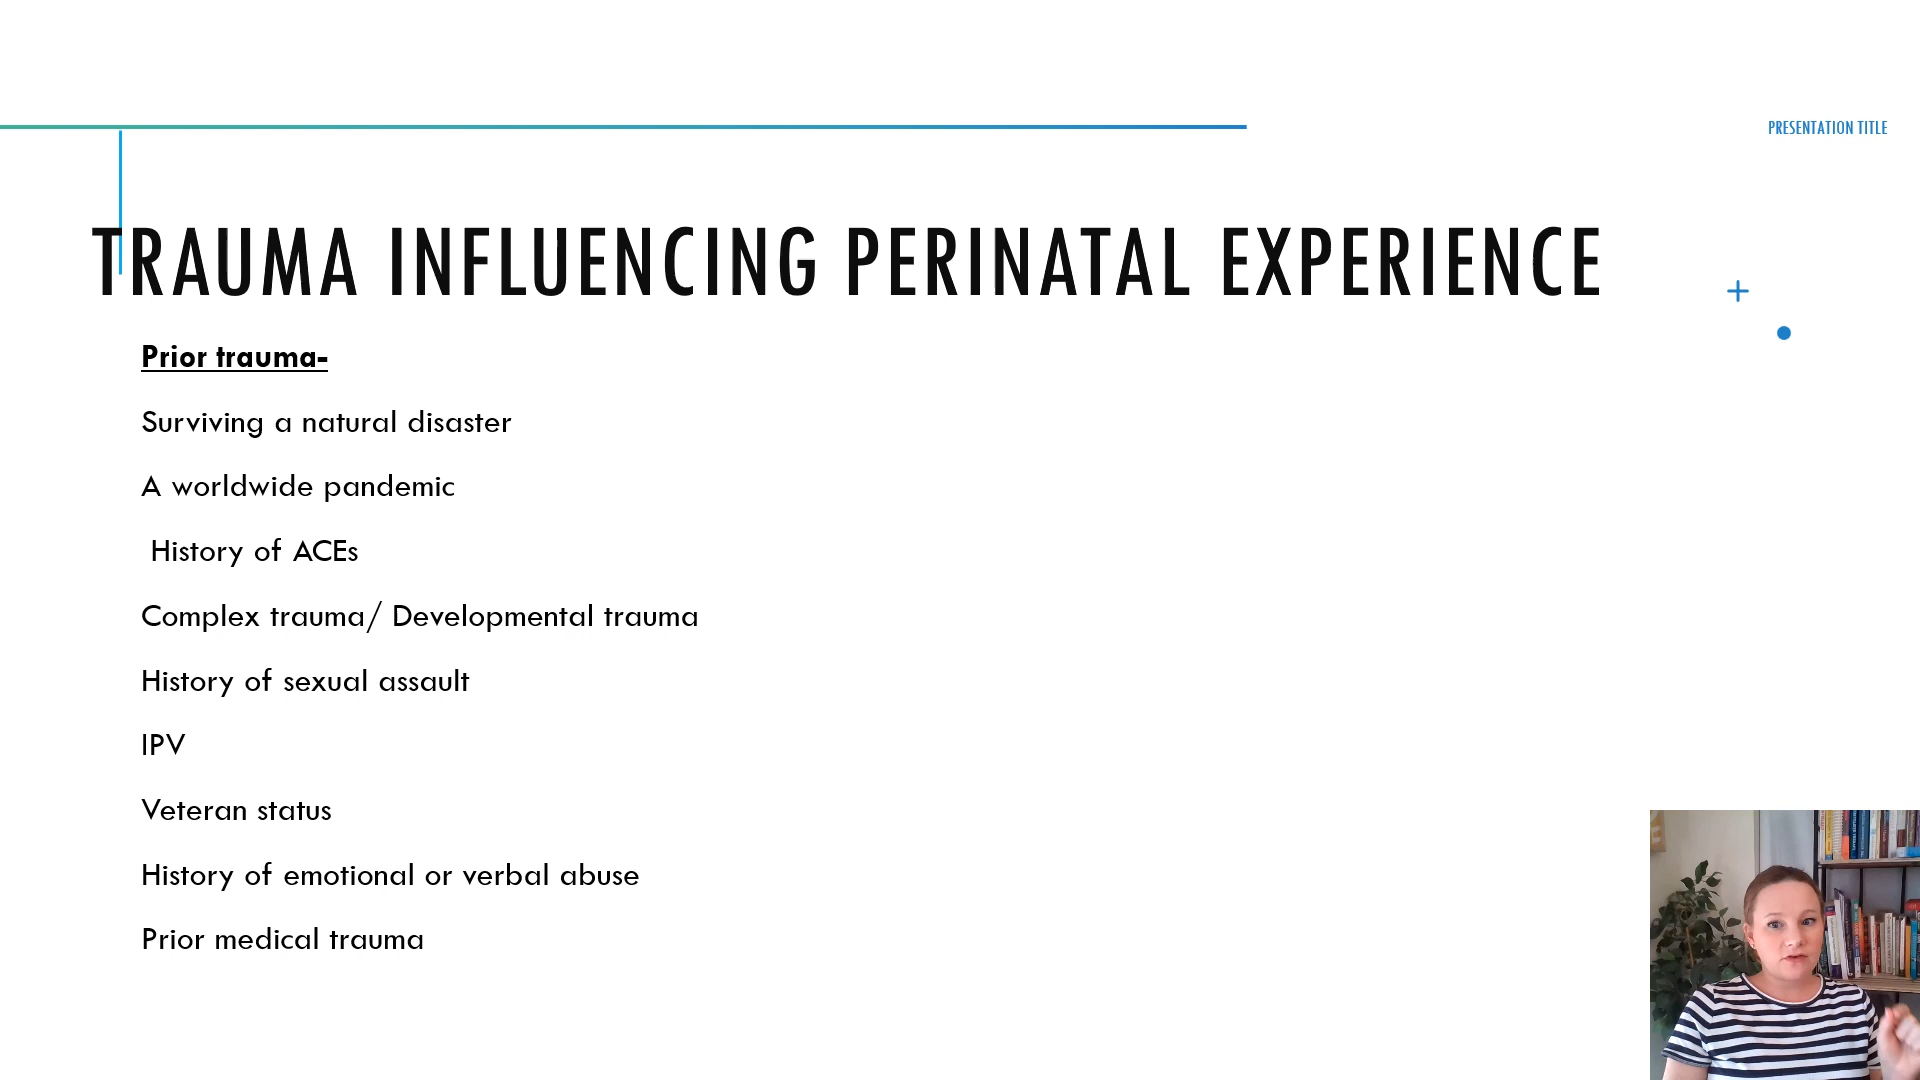 PRESENTATION TITLE
TRAUMA INFLUENCING PERINATAL EXPERIENCE
Prior trauma-
Surviving a natural disaster
A worldwide pandemic
History of ACEs
Complex trauma/ Developmental trauma
History of sexual assault
IPV
Veteran status
History of emotional or verbal abuse
Prior medical trauma